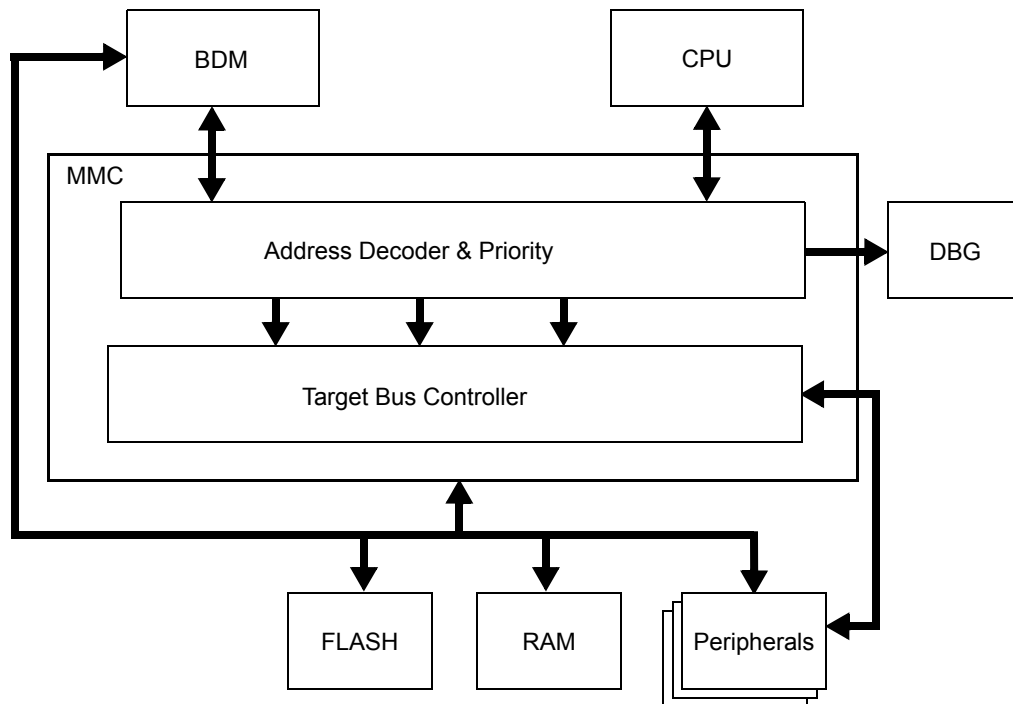 BDM
CPU
MMC
Address Decoder & Priority
DBG
Target Bus Controller
FLASH
RAM
Peripherals